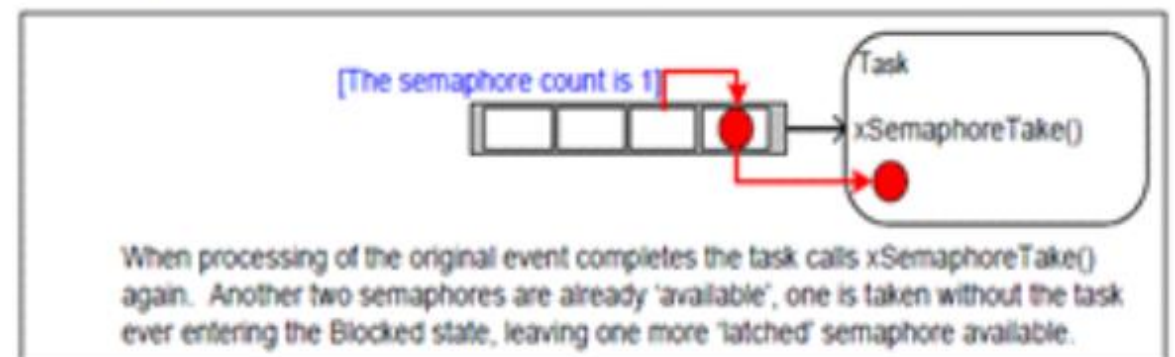 Task
[The semaphore count is 1]
xSemaphoreTake()
When processing of the original event completes the task calls xSemaphoreTake()
again. Another two semaphores are already 'available', one is taken without the task
ever entering the Blocked state, leaving one more 'latched' semaphore available.